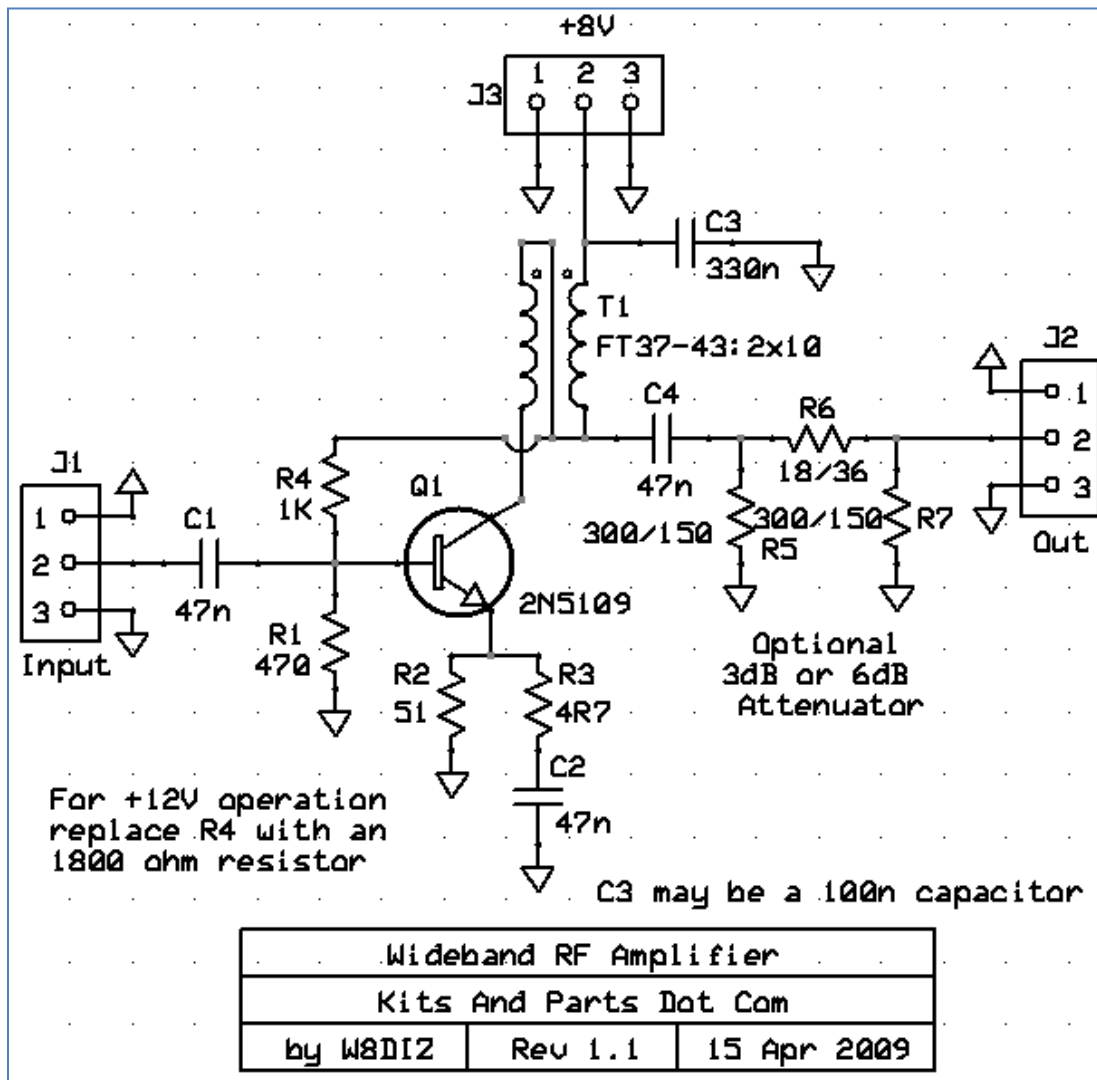 +8V
J3
1 2 3
C3
330n
T1
FT37-43:2x10
J2
1
2
3
Out
C4
47n
R6
18/36
J1
1
2
3
Input
C1
47n
R4
1K
Q1
2N5109
300/150
R5
300/150
R7
R1
470
R2
51
R3
4R7
C2
47n
Optional
3dB or 6dB
Attenuator
For +12V operation
replace R4 with an
1800 ohm resistor
C3 may be a 100n capacitor
Wideband RF Amplifier
Kits And Parts Dot Com
by W8DIZ
Rev 1.1
15 Apr 2009